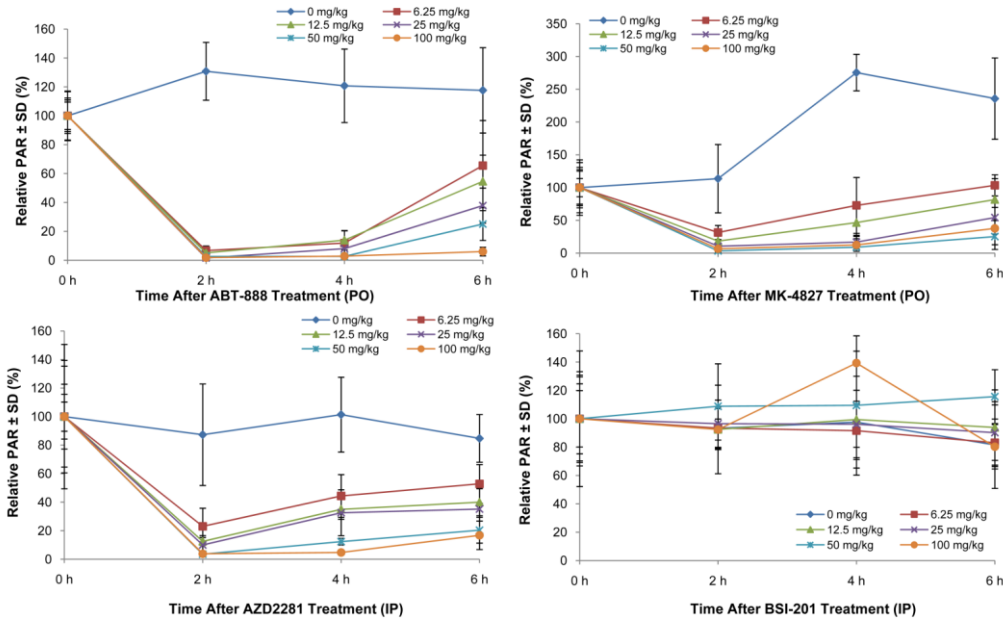 0 mg/kg 6.25 mg/kg
12.5 mg/kg 25 mg/kg
50 mg/kg 100 mg/kg
Relative PAR ± SD (%)
160
140
120
100
80
60
40
20
0
0 h 2 h 4 h 6 h
Time After ABT-888 Treatment (PO)
0 mg/kg 6.25 mg/kg
12.5 mg/kg 25 mg/kg
50 mg/kg 100 mg/kg
Relative PAR ± SD (%)
350
300
250
200
150
100
50
0
0 h 2 h 4 h 6 h
Time After MK-4827 Treatment (PO)
0 mg/kg 6.25 mg/kg
12.5 mg/kg 25 mg/kg
50 mg/kg 100 mg/kg
Relative PAR ± SD (%)
160
140
120
100
80
60
40
20
0
0 h 2 h 4 h 6 h
Time After AZD2281 Treatment (IP)
Relative PAR ± SD (%)
160
140
120
100
80
60
40
20
0
0 mg/kg 6.25 mg/kg
12.5 mg/kg 25 mg/kg
50 mg/kg 100 mg/kg
0 h 2 h 4 h 6 h
Time After BSI-201 Treatment (IP)